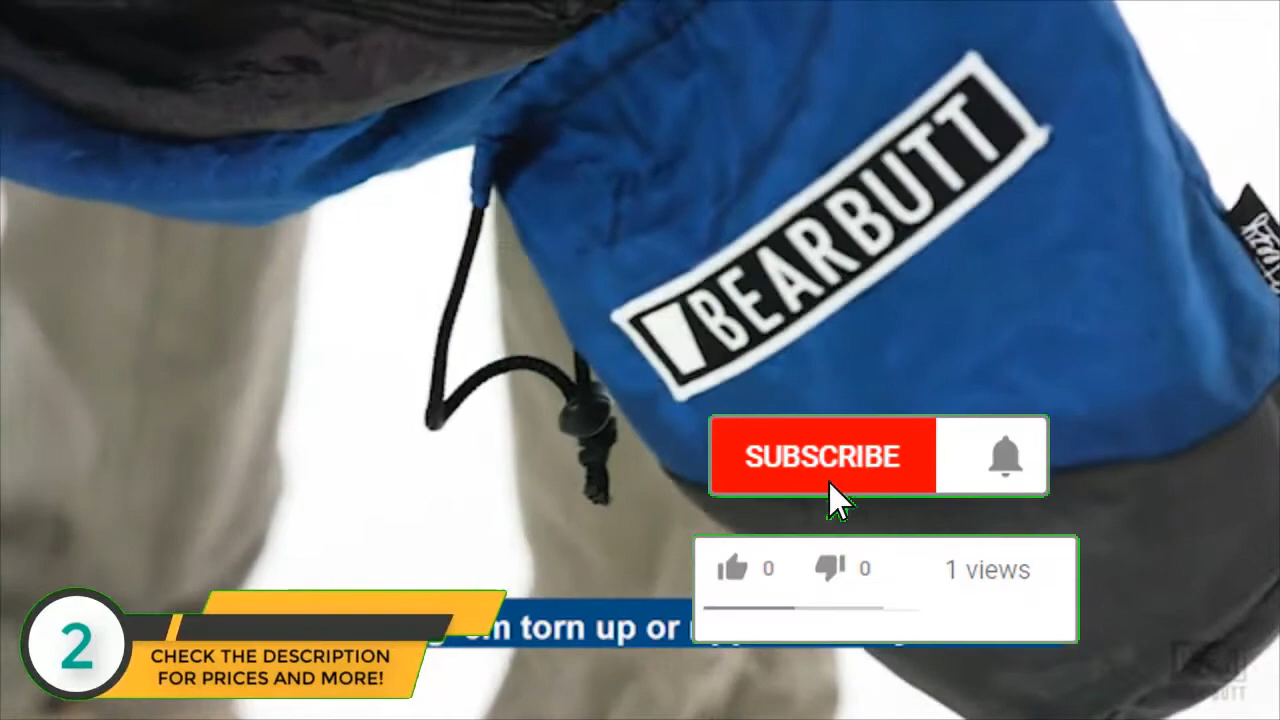 BEARBUTT
SUBSCRIBE
0 0 1 views
torn up or
2
CHECK THE DESCRIPTION
FOR PRICES AND MORE!